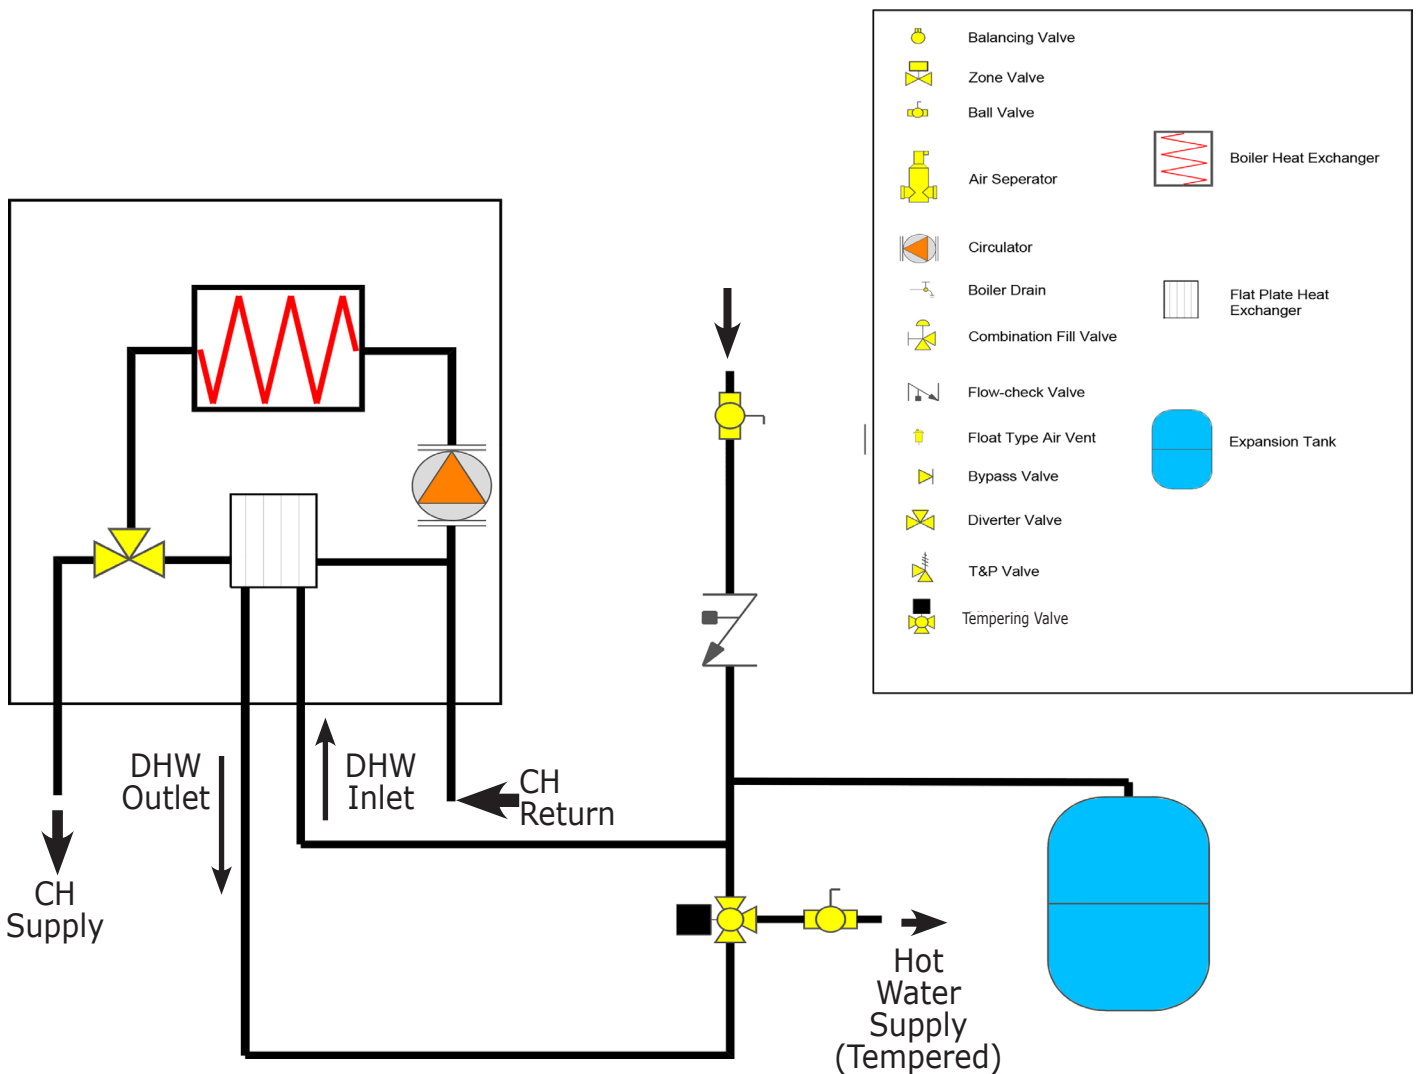 Balancing Valve
Zone Valve
Ball Valve
Air Seperator
Circulator
Boiler Drain
Combination Fill Valve
Flow-check Valve
Float Type Air Vent
Bypass Valve
Diverter Valve
T&P Valve
Tempering Valve
Boiler Heat Exchanger
Flat Plate Heat
Exchanger
Expansion Tank
DHW
Outlet
DHW
Inlet
CH
Return
CH
Supply
Hot
Water
Supply
(Tempered)